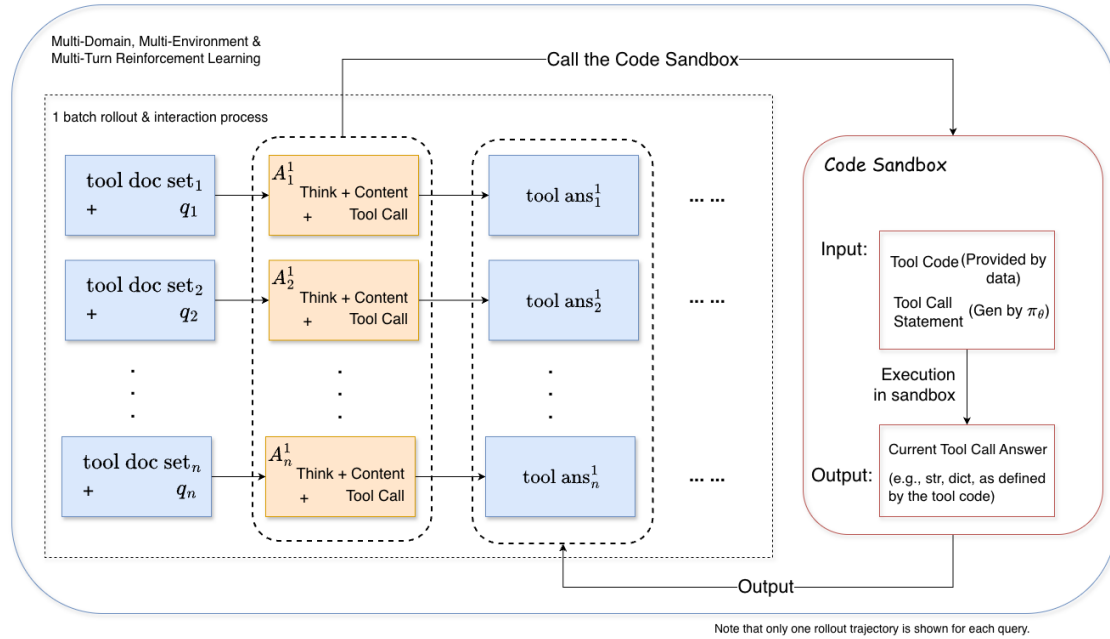 Multi-Domain, Multi-Environment &
Multi-Turn Reinforcement Learning
Call the Code Sandbox
1 batch rollout & interaction process
tool doc set₁
+ q₁
A₁¹
Think + Content
+ Tool Call
tool ans₁¹
... ...
tool doc set₂
+ q₂
A₂¹
Think + Content
+ Tool Call
tool ans₂¹
... ...
tool doc setₙ
+ qₙ
Aₙ¹
Think + Content
+ Tool Call
tool ansₙ¹
... ...
Code Sandbox
Input:
Tool Code (Provided by
data)
Tool Call
Statement (Gen by π_θ)
Execution
in sandbox
Output:
Current Tool Call Answer
(e.g., str, dict, as defined
by the tool code)
Output
Note that only one rollout trajectory is shown for each query.